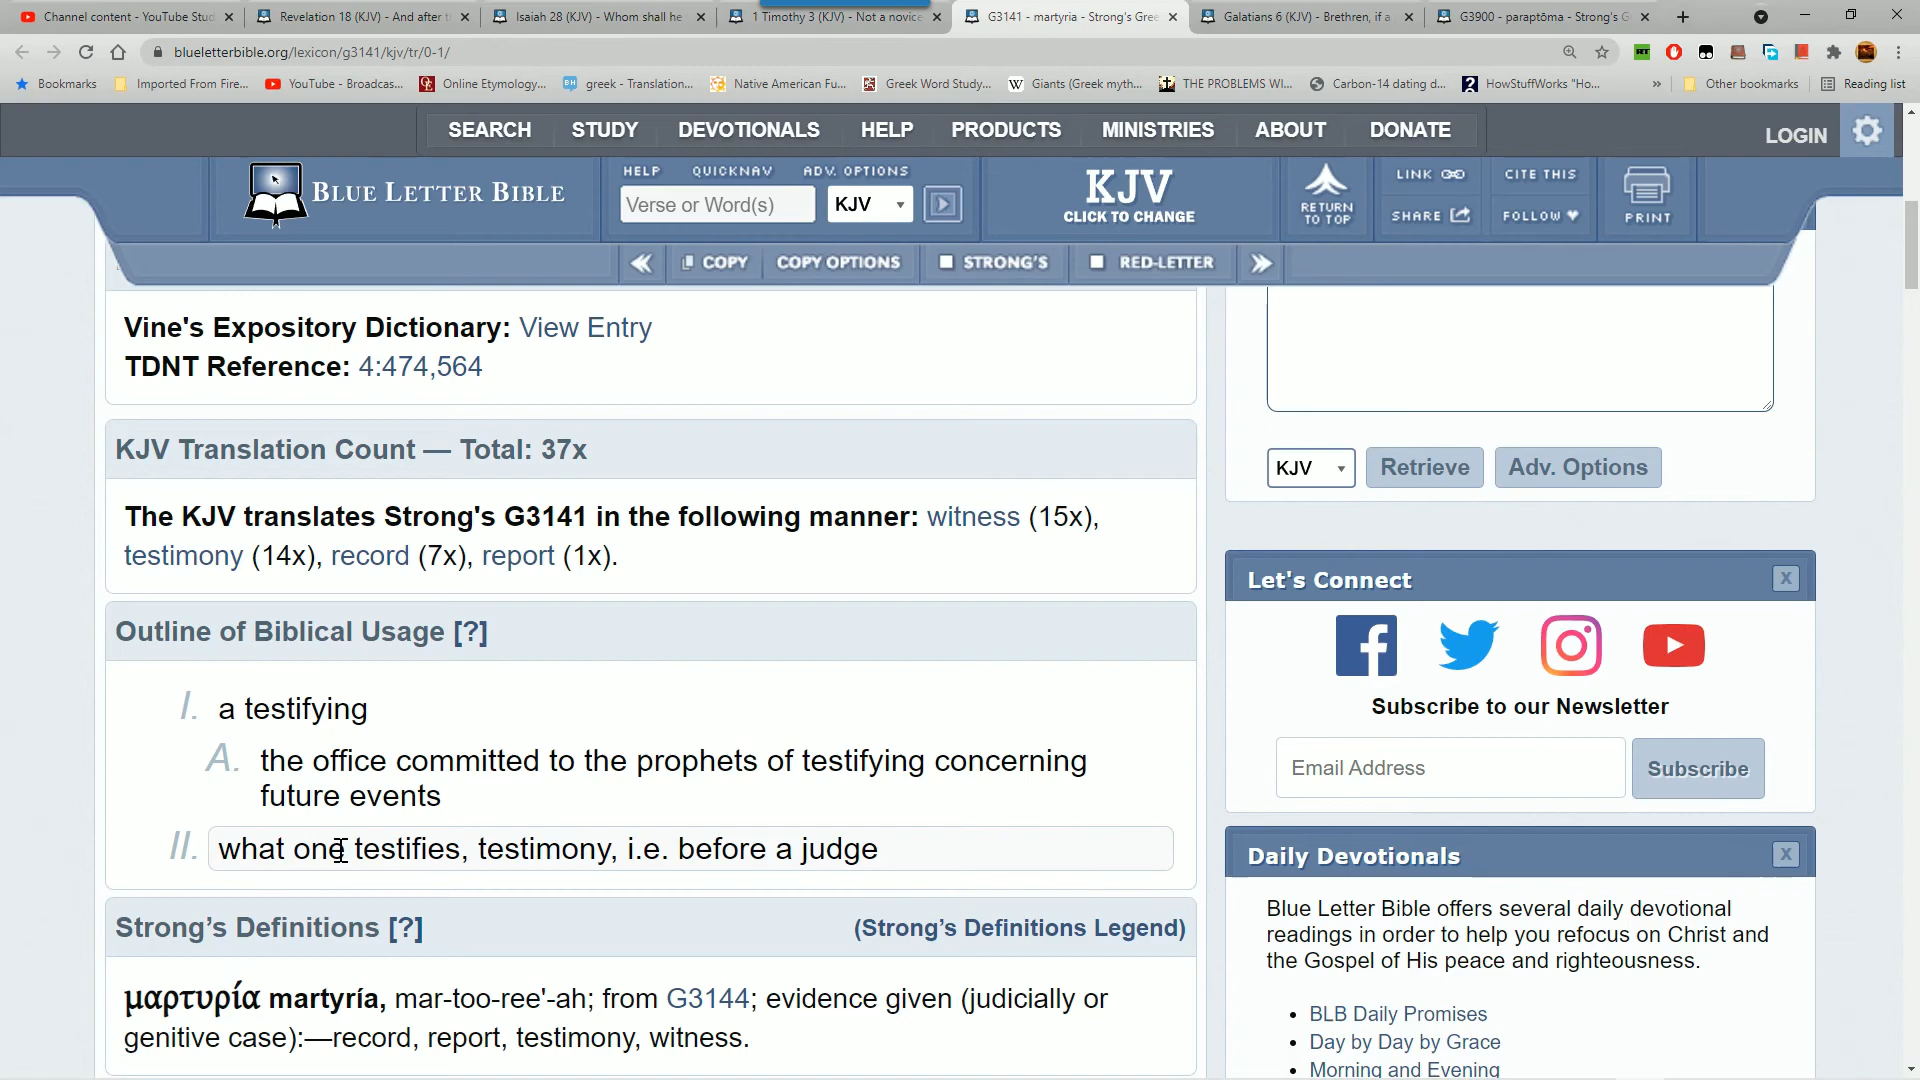 Channel content - YouTube Stud
Revelation 18 (KJV) - And after t
Isaiah 28 (KJV) - Whom shall he
1 Timothy 3 (KJV) - Not a novice
G3141 - martyria - Strong's Gree
Galatians 6 (KJV) - Brethren, if a
G3900 - paraptōma - Strong's G
blueletterbible.org/lexicon/g3141/kjv/tr/0-1/
Bookmarks
Imported From Fire...
YouTube - Broadcas...
Online Etymology...
greek - Translation...
Native American Fu...
Greek Word Study...
Giants (Greek myth...
THE PROBLEMS WI...
Carbon-14 dating d...
HowStuffWorks "Ho...
»
Other bookmarks
Reading list
SEARCH STUDY DEVOTIONALS HELP PRODUCTS MINISTRIES ABOUT DONATE
LOGIN
BLUE LETTER BIBLE
HELP QUICKNAV ADV. OPTIONS
Verse or Word(s)
KJV
KJV
CLICK TO CHANGE
RETURN
TO TOP
LINK
CITE THIS
SHARE
FOLLOW
PRINT
COPY
COPY OPTIONS
STRONG'S
RED-LETTER
Vine's Expository Dictionary: View Entry
TDNT Reference: 4:474,564
KJV Translation Count — Total: 37x
The KJV translates Strong's G3141 in the following manner: witness (15x),
testimony (14x), record (7x), report (1x).
Outline of Biblical Usage [?]
I. a testifying
A. the office committed to the prophets of testifying concerning
future events
II. what one testifies, testimony, i.e. before a judge
Strong's Definitions [?]
(Strong's Definitions Legend)
μαρτυρία martyría, mar-too-ree'-ah; from G3144; evidence given (judicially or
genitive case):—record, report, testimony, witness.
KJV
Retrieve
Adv. Options
Let's Connect
X
Subscribe to our Newsletter
Email Address
Subscribe
Daily Devotionals
X
Blue Letter Bible offers several daily devotional
readings in order to help you refocus on Christ and
the Gospel of His peace and righteousness.
• BLB Daily Promises
• Day by Day by Grace
• Morning and Evening